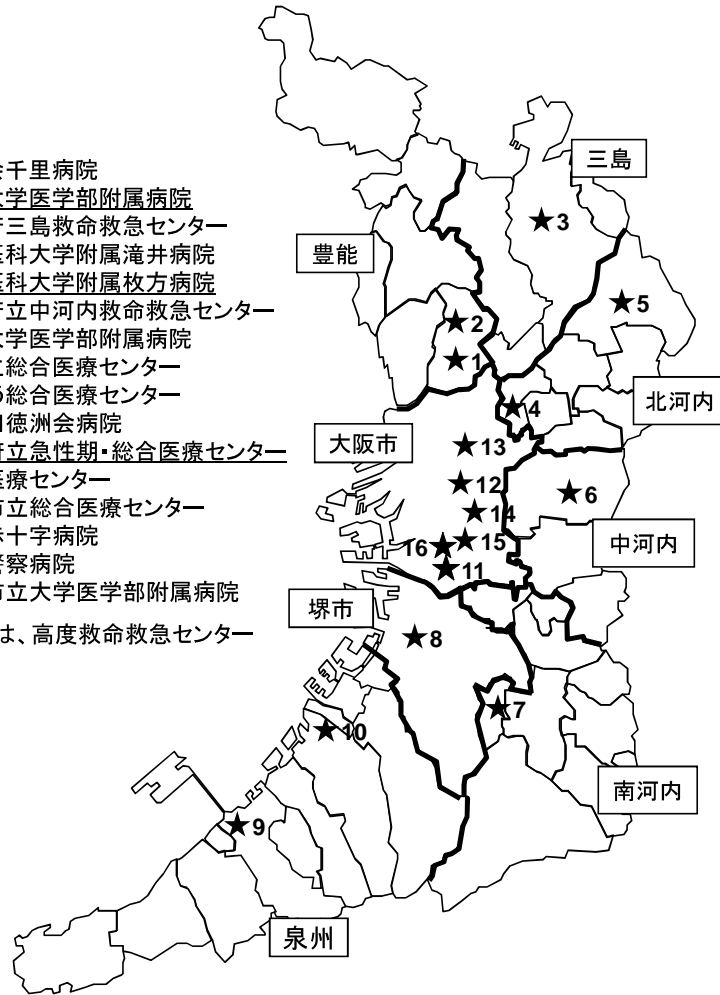 会千里病院
大学医学部附属病院
府三島救命救急センター
医科大学附属滝井病院
医科大学附属枚方病院
府立中河内救命救急センター
大学医学部附属病院
立総合医療センター
う総合医療センター
和徳洲会病院
府立急性期・総合医療センター
医療センター
市立総合医療センター
赤十字病院
警察病院
市立大学医学部附属病院
は、高度救命救急センター
三島
3
豊能
5
2
1
北河内
4
大阪市
13
12
6
14
中河内
15
16
11
堺市
8
7
10
南河内
9
泉州